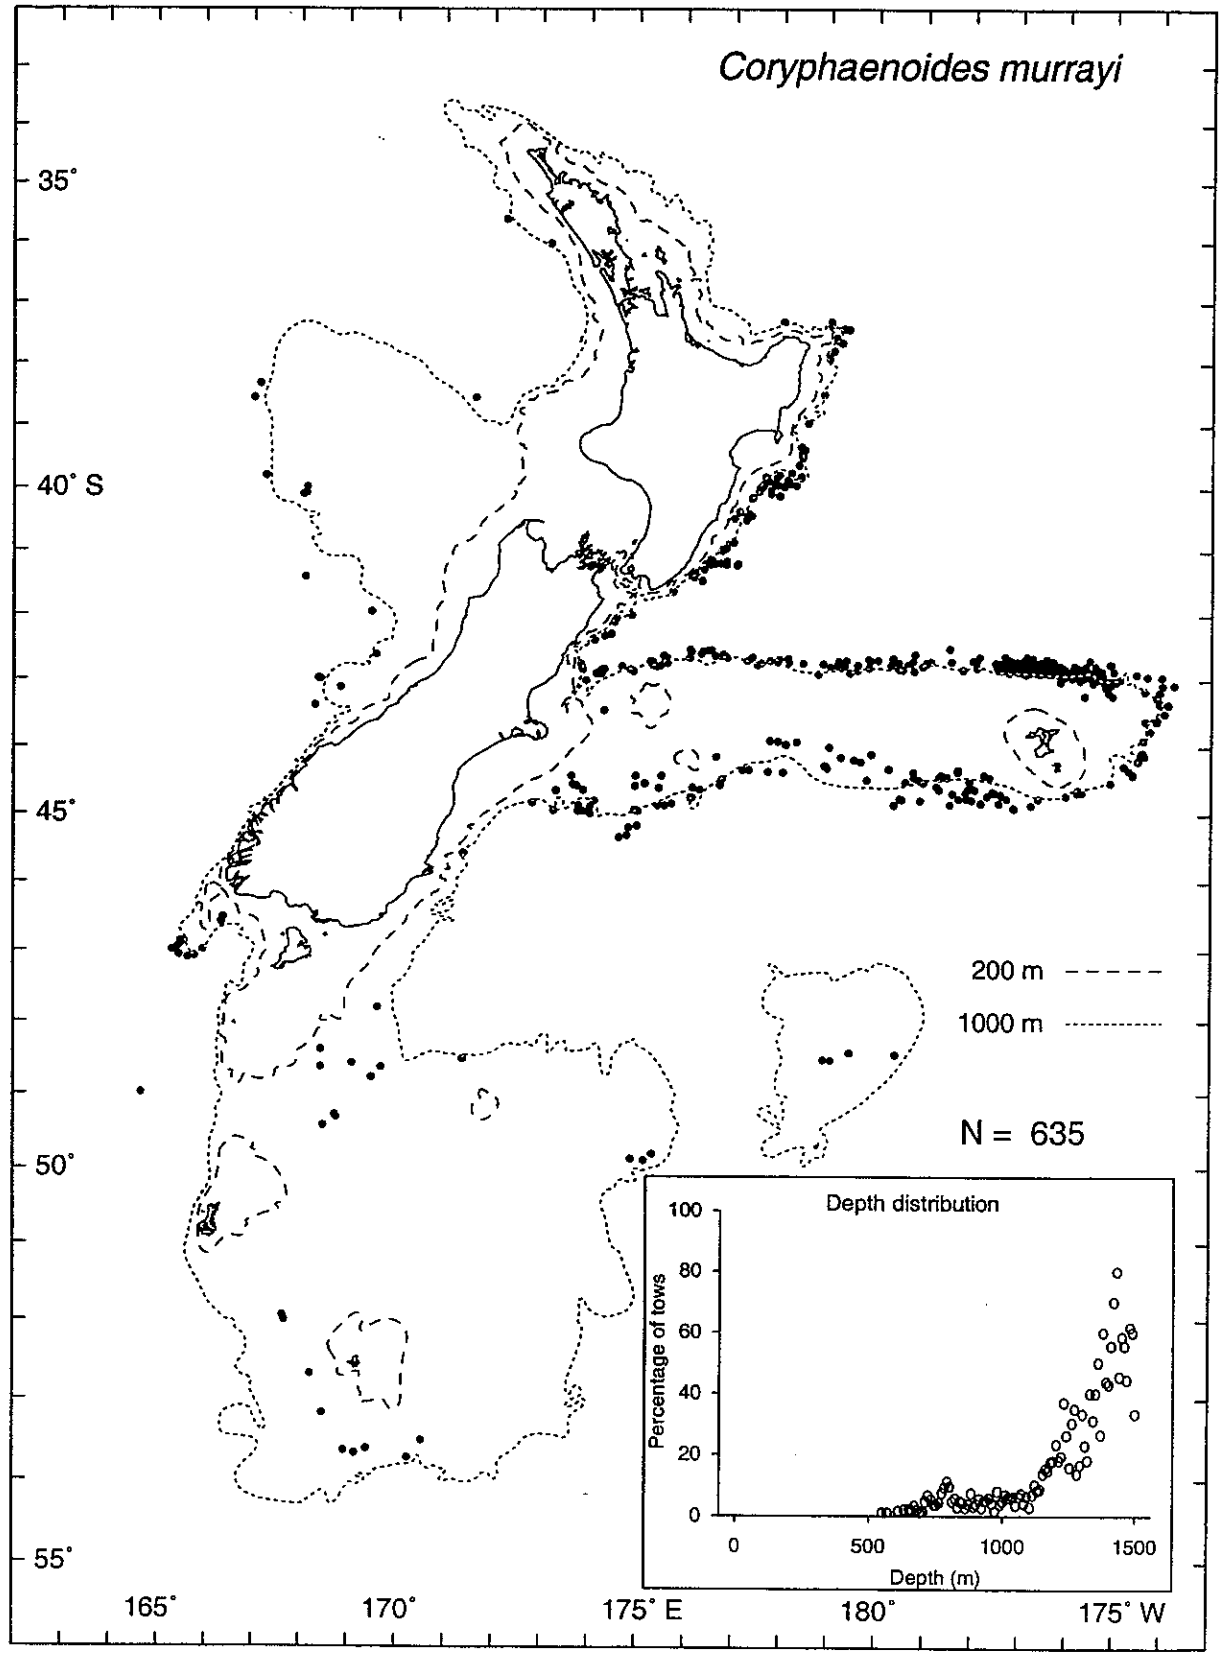 Coryphaenoides murrayi
35°
40° S
45°
200 m
1000 m
N = 635
50°
Depth distribution
100
80
60
40
20
0
Percentage of tows
0 500 1000 1500
Depth (m)
55°
165° 170° 175° E 180° 175° W